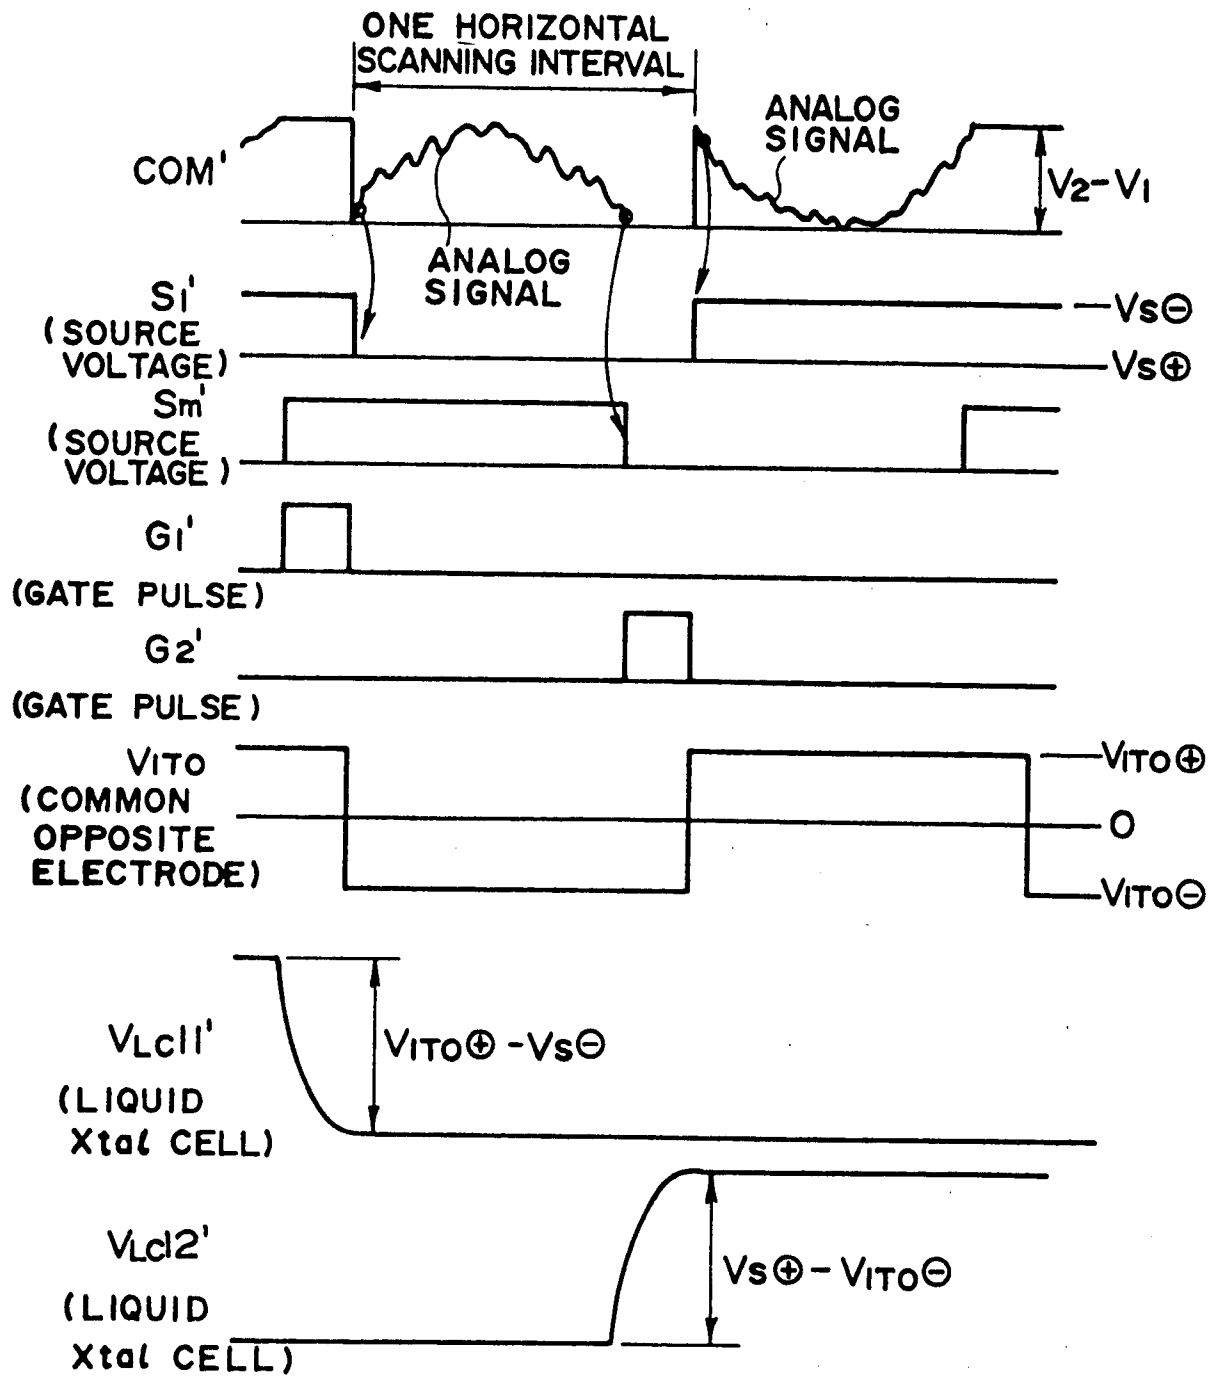 ONE HORIZONTAL
SCANNING INTERVAL
ANALOG
SIGNAL
COM'
V2-V1
ANALOG
SIGNAL
S1'
(SOURCE
VOLTAGE)
Vs⊖
Vs⊕
Sm'
(SOURCE
VOLTAGE)
G1'
(GATE PULSE)
G2'
(GATE PULSE)
VITO
(COMMON
OPPOSITE
ELECTRODE)
VITO⊕
0
VITO⊖
VLC11'
(LIQUID
Xtal CELL)
VITO⊕-Vs⊖
VLC12'
(LIQUID
Xtal CELL)
Vs⊕-VITO⊖